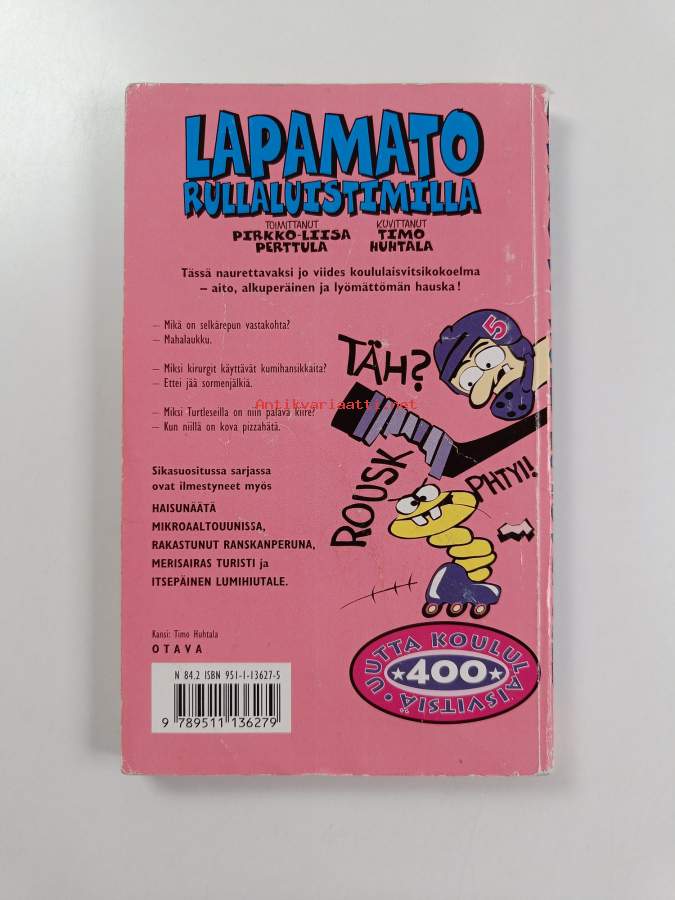 LAPAMATO
RULLALUISTIMILLA
TOIMITTANUT
PIRKKO-LIISA
PERTTULA
KUVITTANUT
TIMO
HUHTALA
Tässä naurettavaksi jo viides koululaisvitsikokoelma
– aito, alkuperäinen ja lyömättömän hauska!
– Mikä on selkärepun vastakohta?
– Mahalaukku.
– Miksi kirurgit käyttävät kumihansikkaita?
– Ettei jää sormenjälkiä.
– Miksi Turtleseilla on niin palava kiire?
– Kun niillä on kova pizzahätä.
Antikvariaatti.net
5
TÄH?
ROUSK
PHTYI!!
Sikasuositussa sarjassa
ovat ilmestyneet myös
HAISUNÄÄTÄ
MIKROAALTOUUNISSA,
RAKASTUNUT RANSKANPERUNA,
MERISAIRAS TURISTI ja
ITSEPÄINEN LUMIHIUTALE.
Kansi: Timo Huhtala
OTAVA
N 84.2 ISBN 951-1-13627-5
9 789511 136279
· UUTTA KOULULAISVITSIÄ ·
400